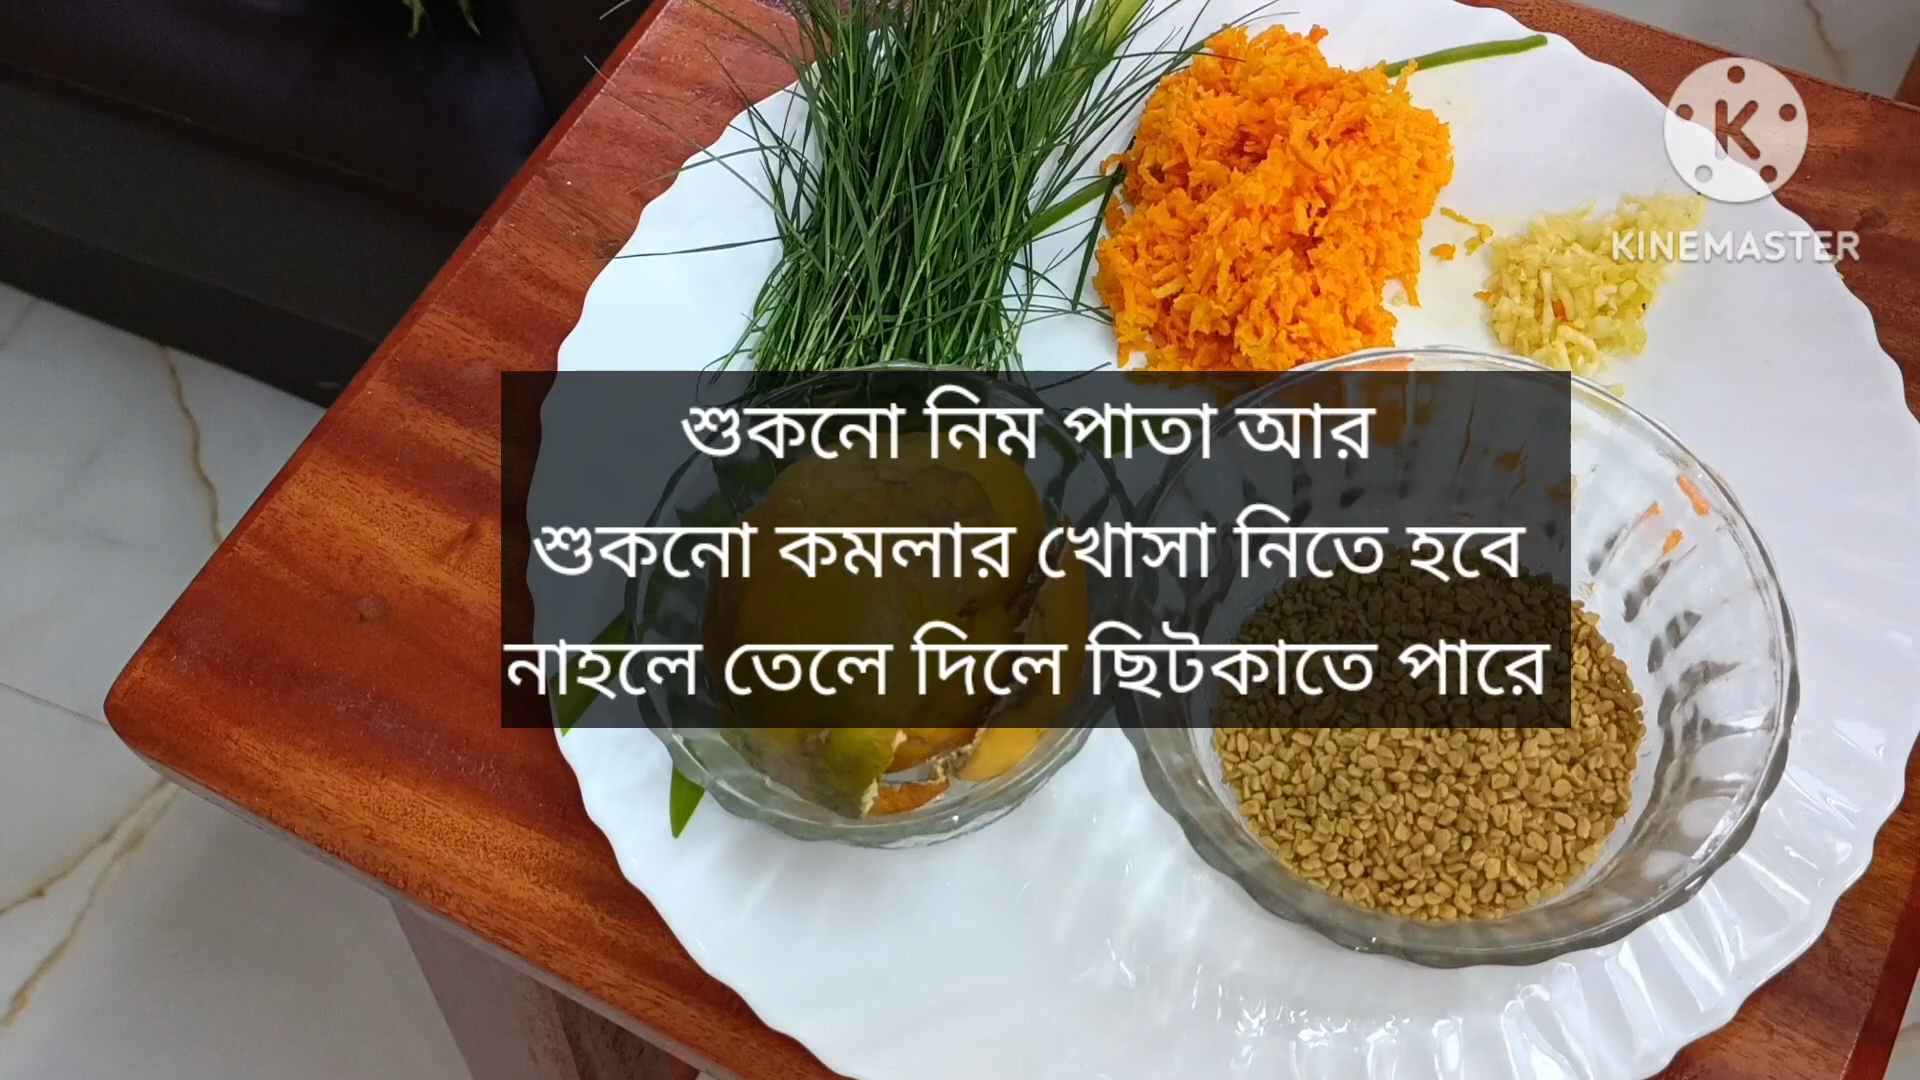 K
KINEMASTER
শুকনো নিম পাতা আর
শুকনো কমলার খোসা নিতে হবে
নাহলে তেলে দিলে ছিটকাতে পারে